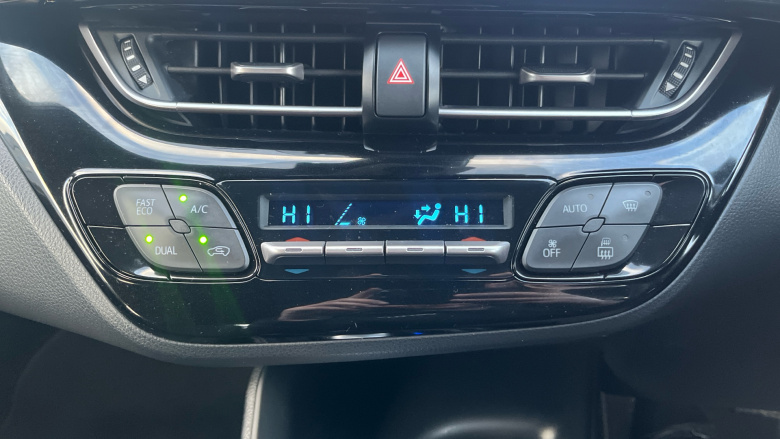 HI HI
FAST
ECO
A/C
DUAL
AUTO
OFF